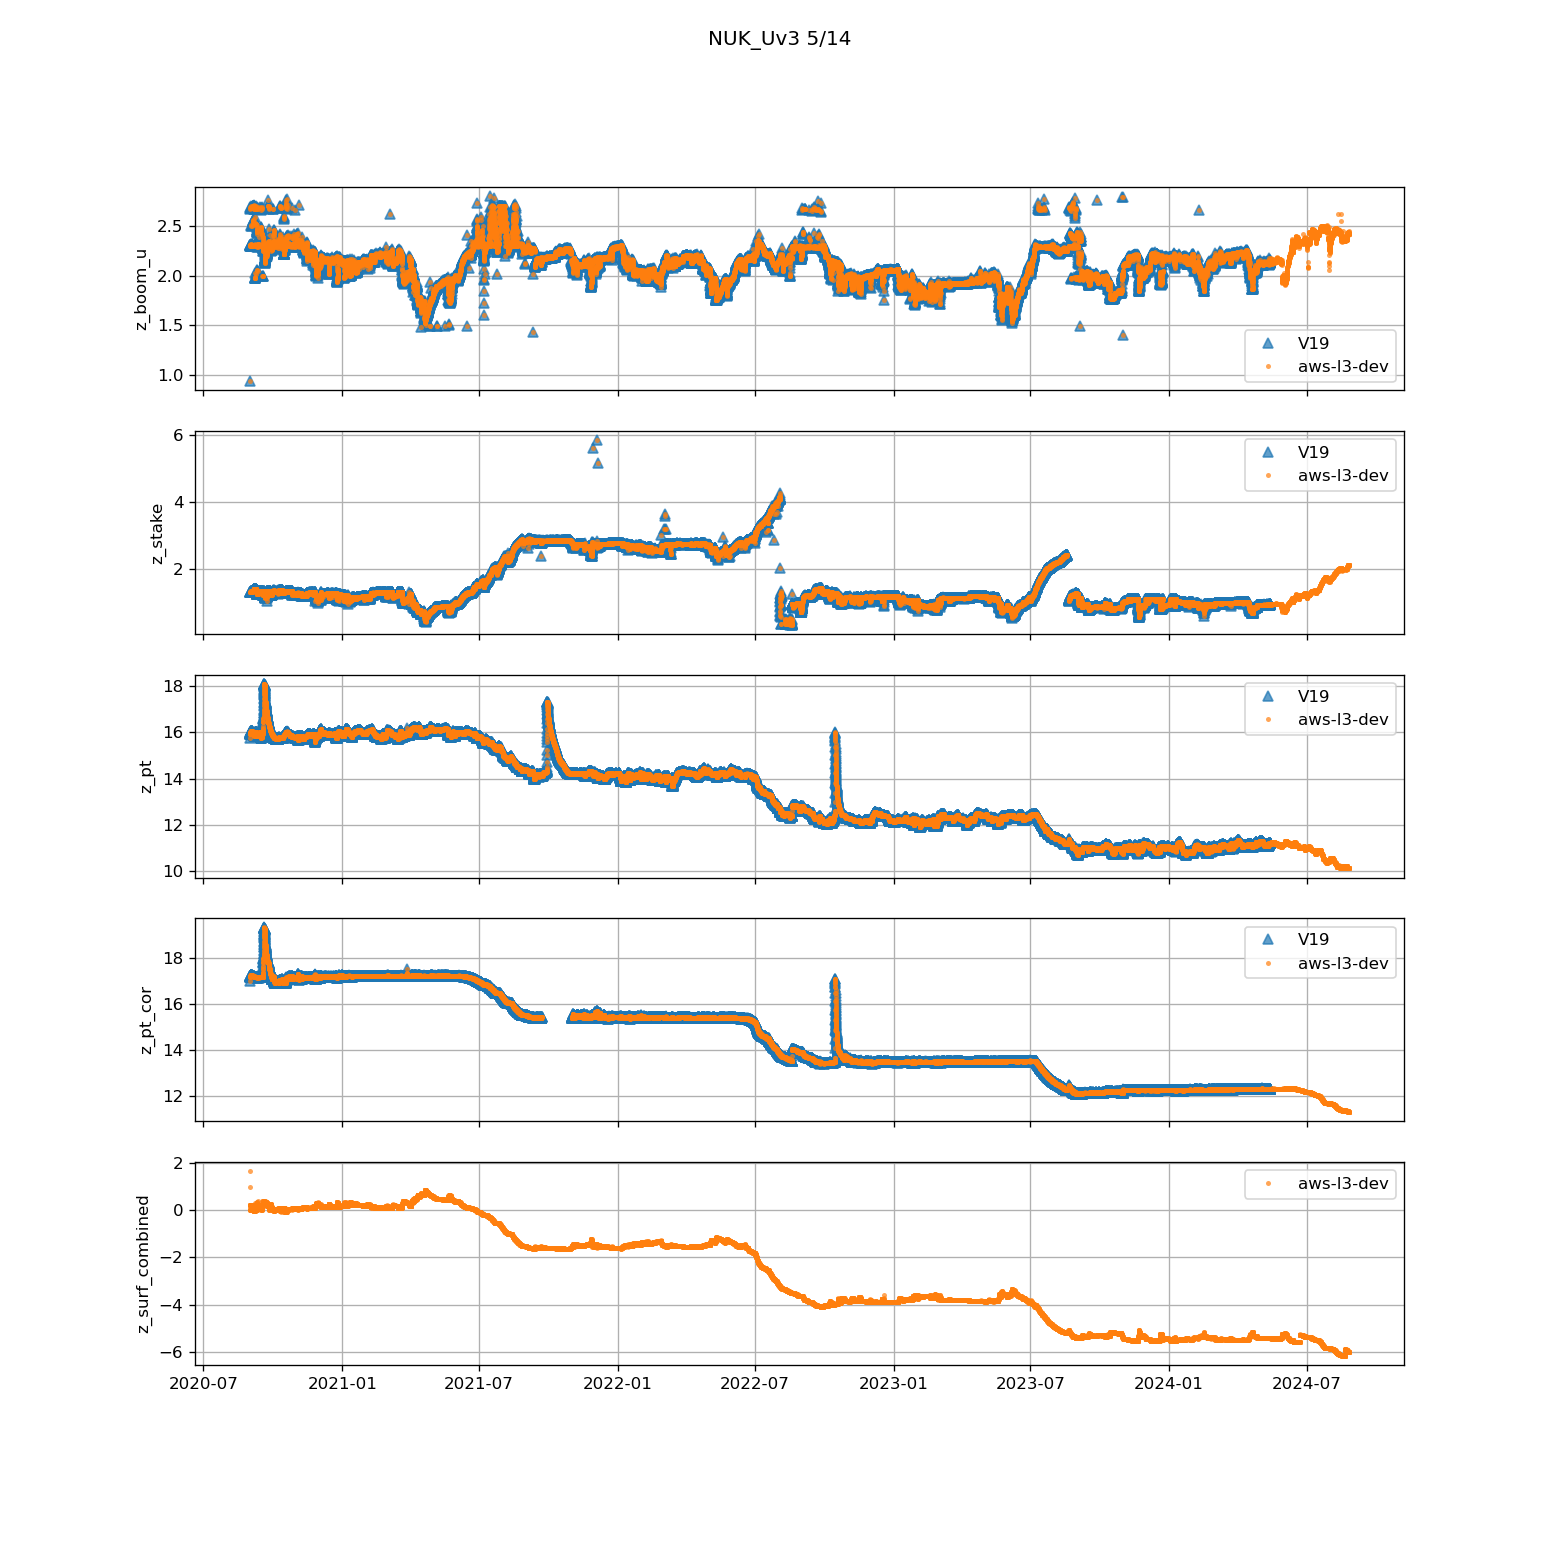 NUK_Uv3 5/14
z_boom_u
2.5
2.0
1.5
1.0
V19
aws-l3-dev
z_stake
6
4
2
V19
aws-l3-dev
z_pt
18
16
14
12
10
V19
aws-l3-dev
z_pt_cor
18
16
14
12
V19
aws-l3-dev
z_surf_combined
2
0
−2
−4
−6
aws-l3-dev
2020-07 2021-01 2021-07 2022-01 2022-07 2023-01 2023-07 2024-01 2024-07